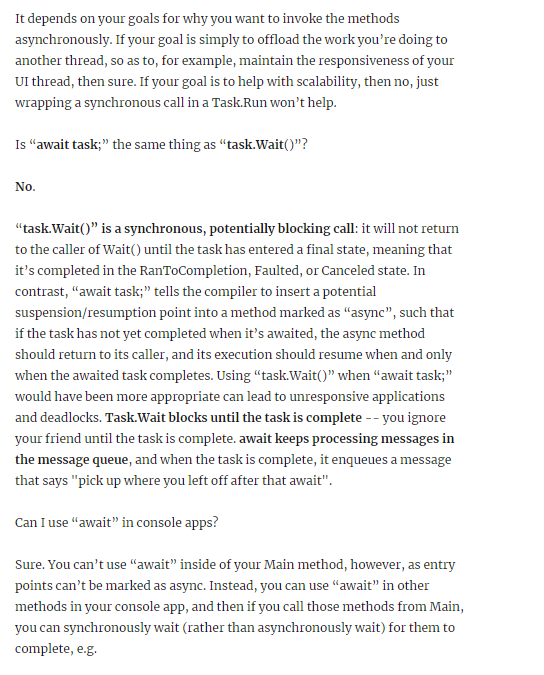 It depends on your goals for why you want to invoke the methods
asynchronously. If your goal is simply to offload the work you’re doing to
another thread, so as to, for example, maintain the responsiveness of your
UI thread, then sure. If your goal is to help with scalability, then no, just
wrapping a synchronous call in a Task.Run won’t help.
Is “await task;” the same thing as “task.Wait()”?
No.
“task.Wait()” is a synchronous, potentially blocking call: it will not return
to the caller of Wait() until the task has entered a final state, meaning that
it’s completed in the RanToCompletion, Faulted, or Canceled state. In
contrast, “await task;” tells the compiler to insert a potential
suspension/resumption point into a method marked as “async”, such that
if the task has not yet completed when it’s awaited, the async method
should return to its caller, and its execution should resume when and only
when the awaited task completes. Using “task.Wait()” when “await task;”
would have been more appropriate can lead to unresponsive applications
and deadlocks. Task.Wait blocks until the task is complete -- you ignore
your friend until the task is complete. await keeps processing messages in
the message queue, and when the task is complete, it enqueues a message
that says "pick up where you left off after that await".
Can I use “await” in console apps?
Sure. You can’t use “await” inside of your Main method, however, as entry
points can’t be marked as async. Instead, you can use “await” in other
methods in your console app, and then if you call those methods from Main,
you can synchronously wait (rather than asynchronously wait) for them to
complete, e.g.